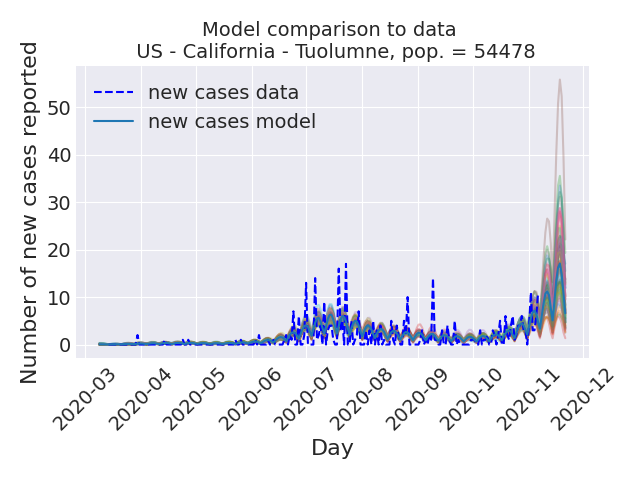 Model comparison to data
US - California - Tuolumne, pop. = 54478
Number of new cases reported
50
40
30
20
10
0
new cases data
new cases model
2020-03
2020-04
2020-05
2020-06
2020-07
2020-08
2020-09
2020-10
2020-11
2020-12
Day